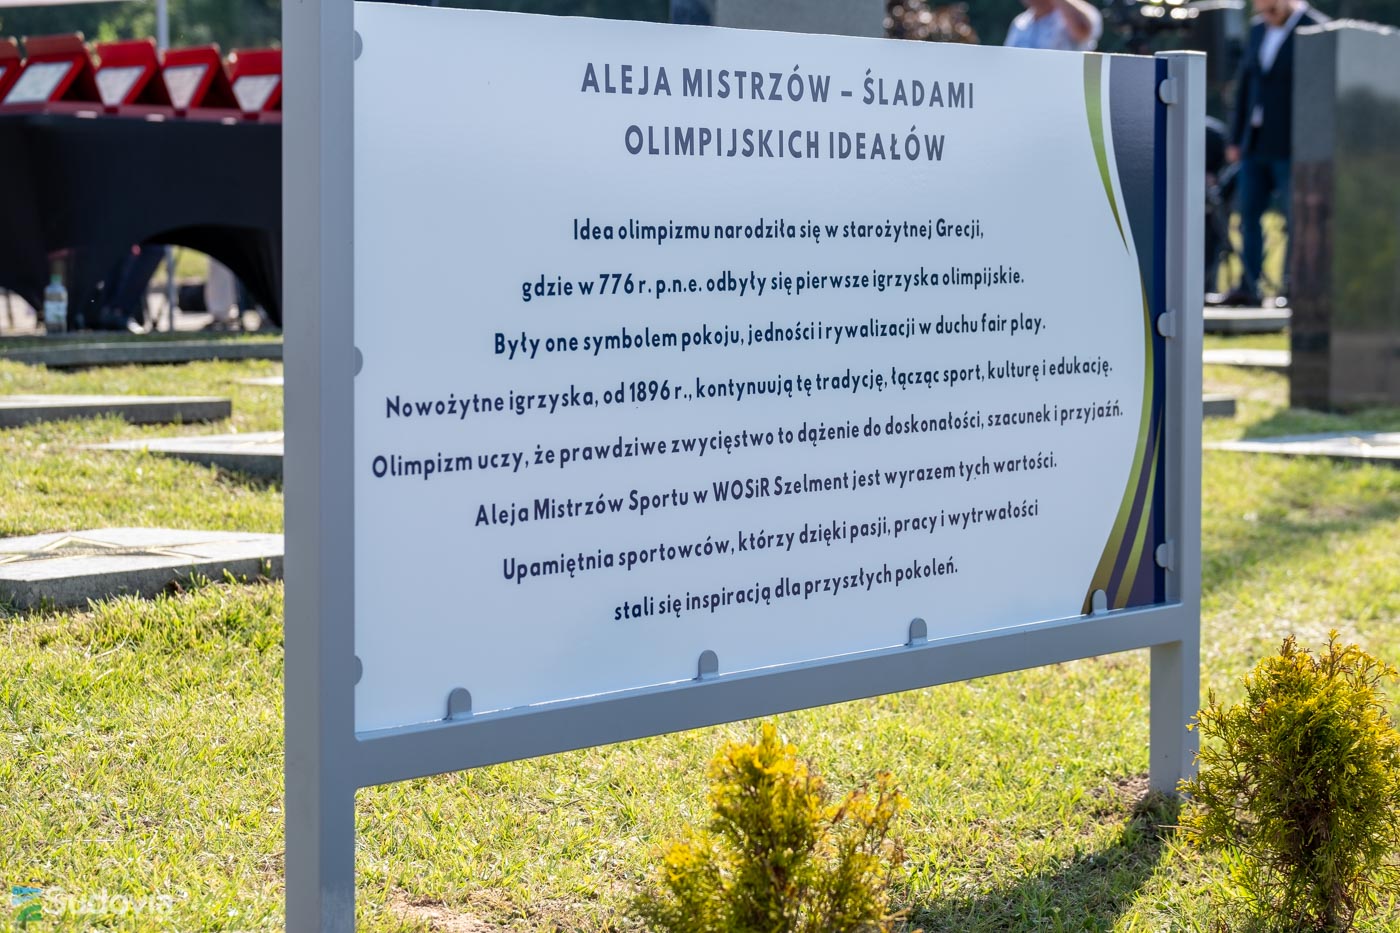 ALEJA MISTRZÓW – ŚLADAMI
OLIMPIJSKICH IDEAŁÓW
Idea olimpizmu narodziła się w starożytnej Grecji,
gdzie w 776 r. p.n.e. odbyły się pierwsze igrzyska olimpijskie.
Były one symbolem pokoju, jedności i rywalizacji w duchu fair play.
Nowożytne igrzyska, od 1896 r., kontynuują tę tradycję, łącząc sport, kulturę i edukację.
Olimpizm uczy, że prawdziwe zwycięstwo to dążenie do doskonałości, szacunek i przyjaźń.
Aleja Mistrzów Sportu w WOSiR Szelment jest wyrazem tych wartości.
Upamiętnia sportowców, którzy dzięki pasji, pracy i wytrwałości
stali się inspiracją dla przyszłych pokoleń.
Sudovia